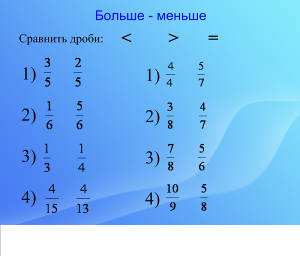 Больше - меньше
Сравнить дроби: < > =
1) 3/5 2/5 1) 4/4 5/7
2) 1/6 5/6 2) 3/8 4/7
3) 1/3 1/4 3) 7/8 5/6
4) 4/15 4/13 4) 10/9 5/8